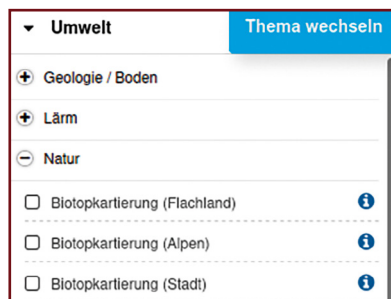 Umwelt Thema wechseln
Geologie / Boden
Lärm
Natur
Biotopkartierung (Flachland)
Biotopkartierung (Alpen)
Biotopkartierung (Stadt)